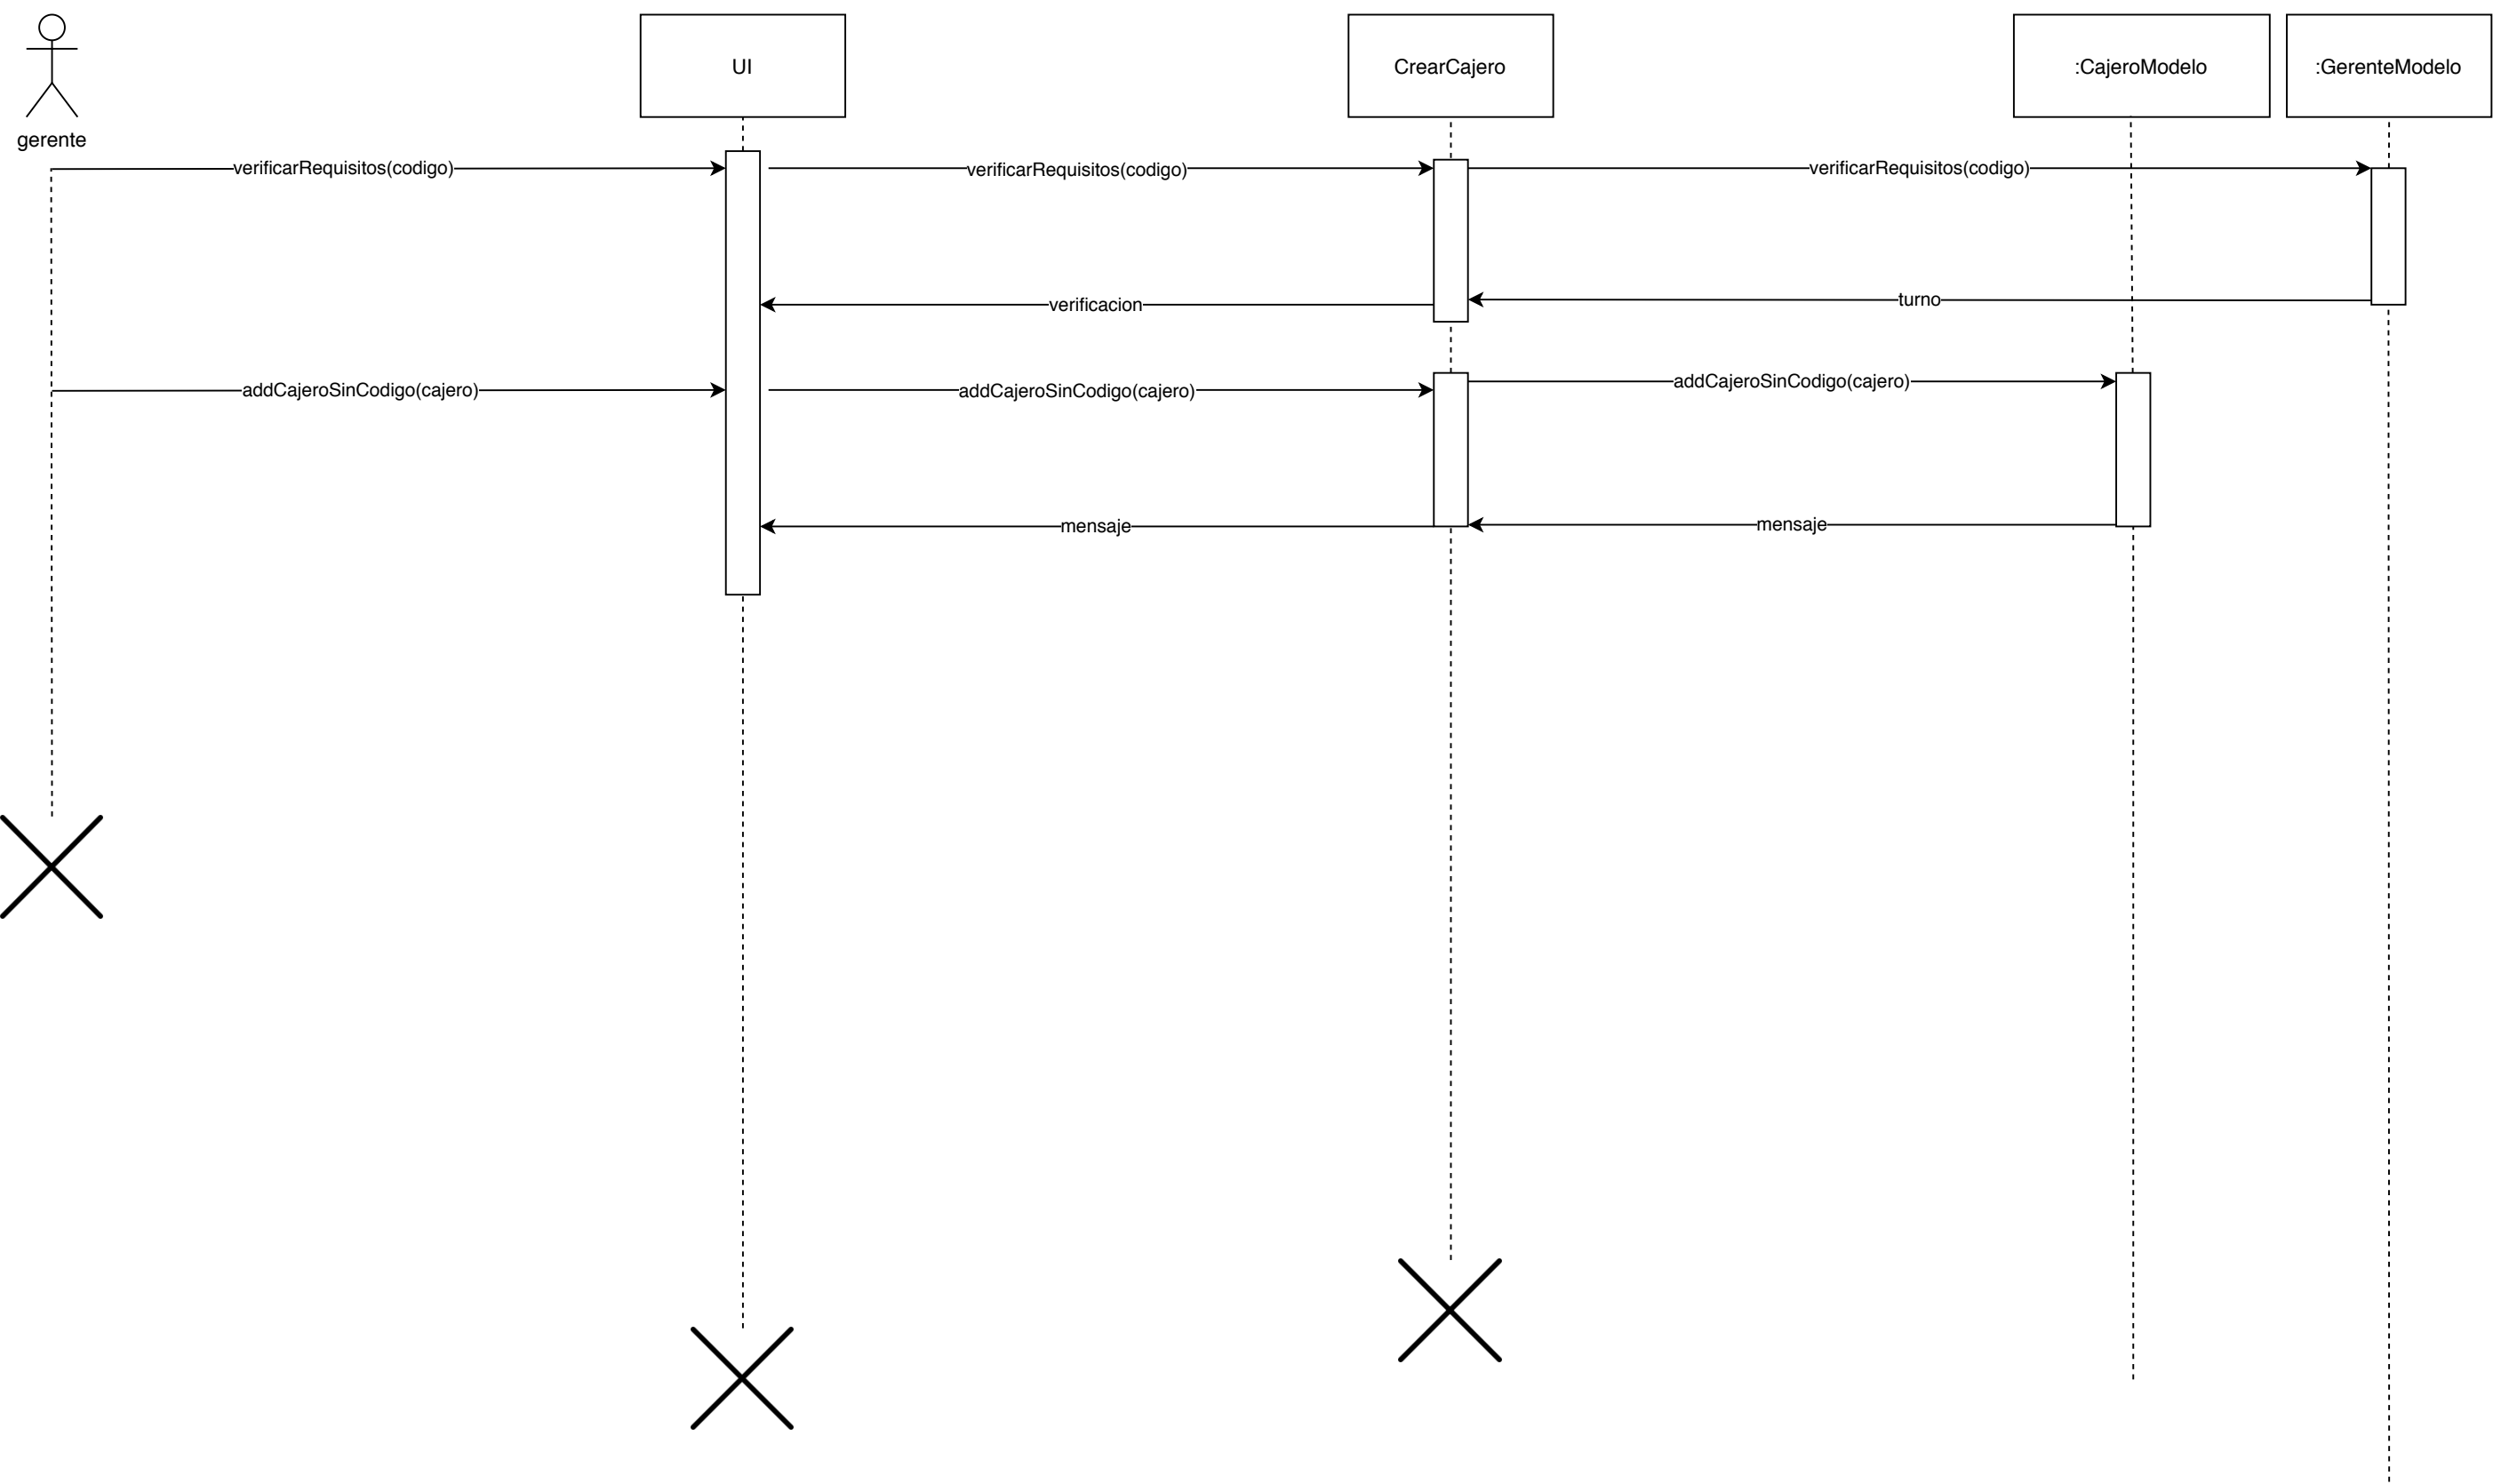 gerente
UI
CrearCajero
:CajeroModelo
:GerenteModelo
verificarRequisitos(codigo)
verificarRequisitos(codigo)
verificarRequisitos(codigo)
verificacion
turno
addCajeroSinCodigo(cajero)
addCajeroSinCodigo(cajero)
addCajeroSinCodigo(cajero)
mensaje
mensaje